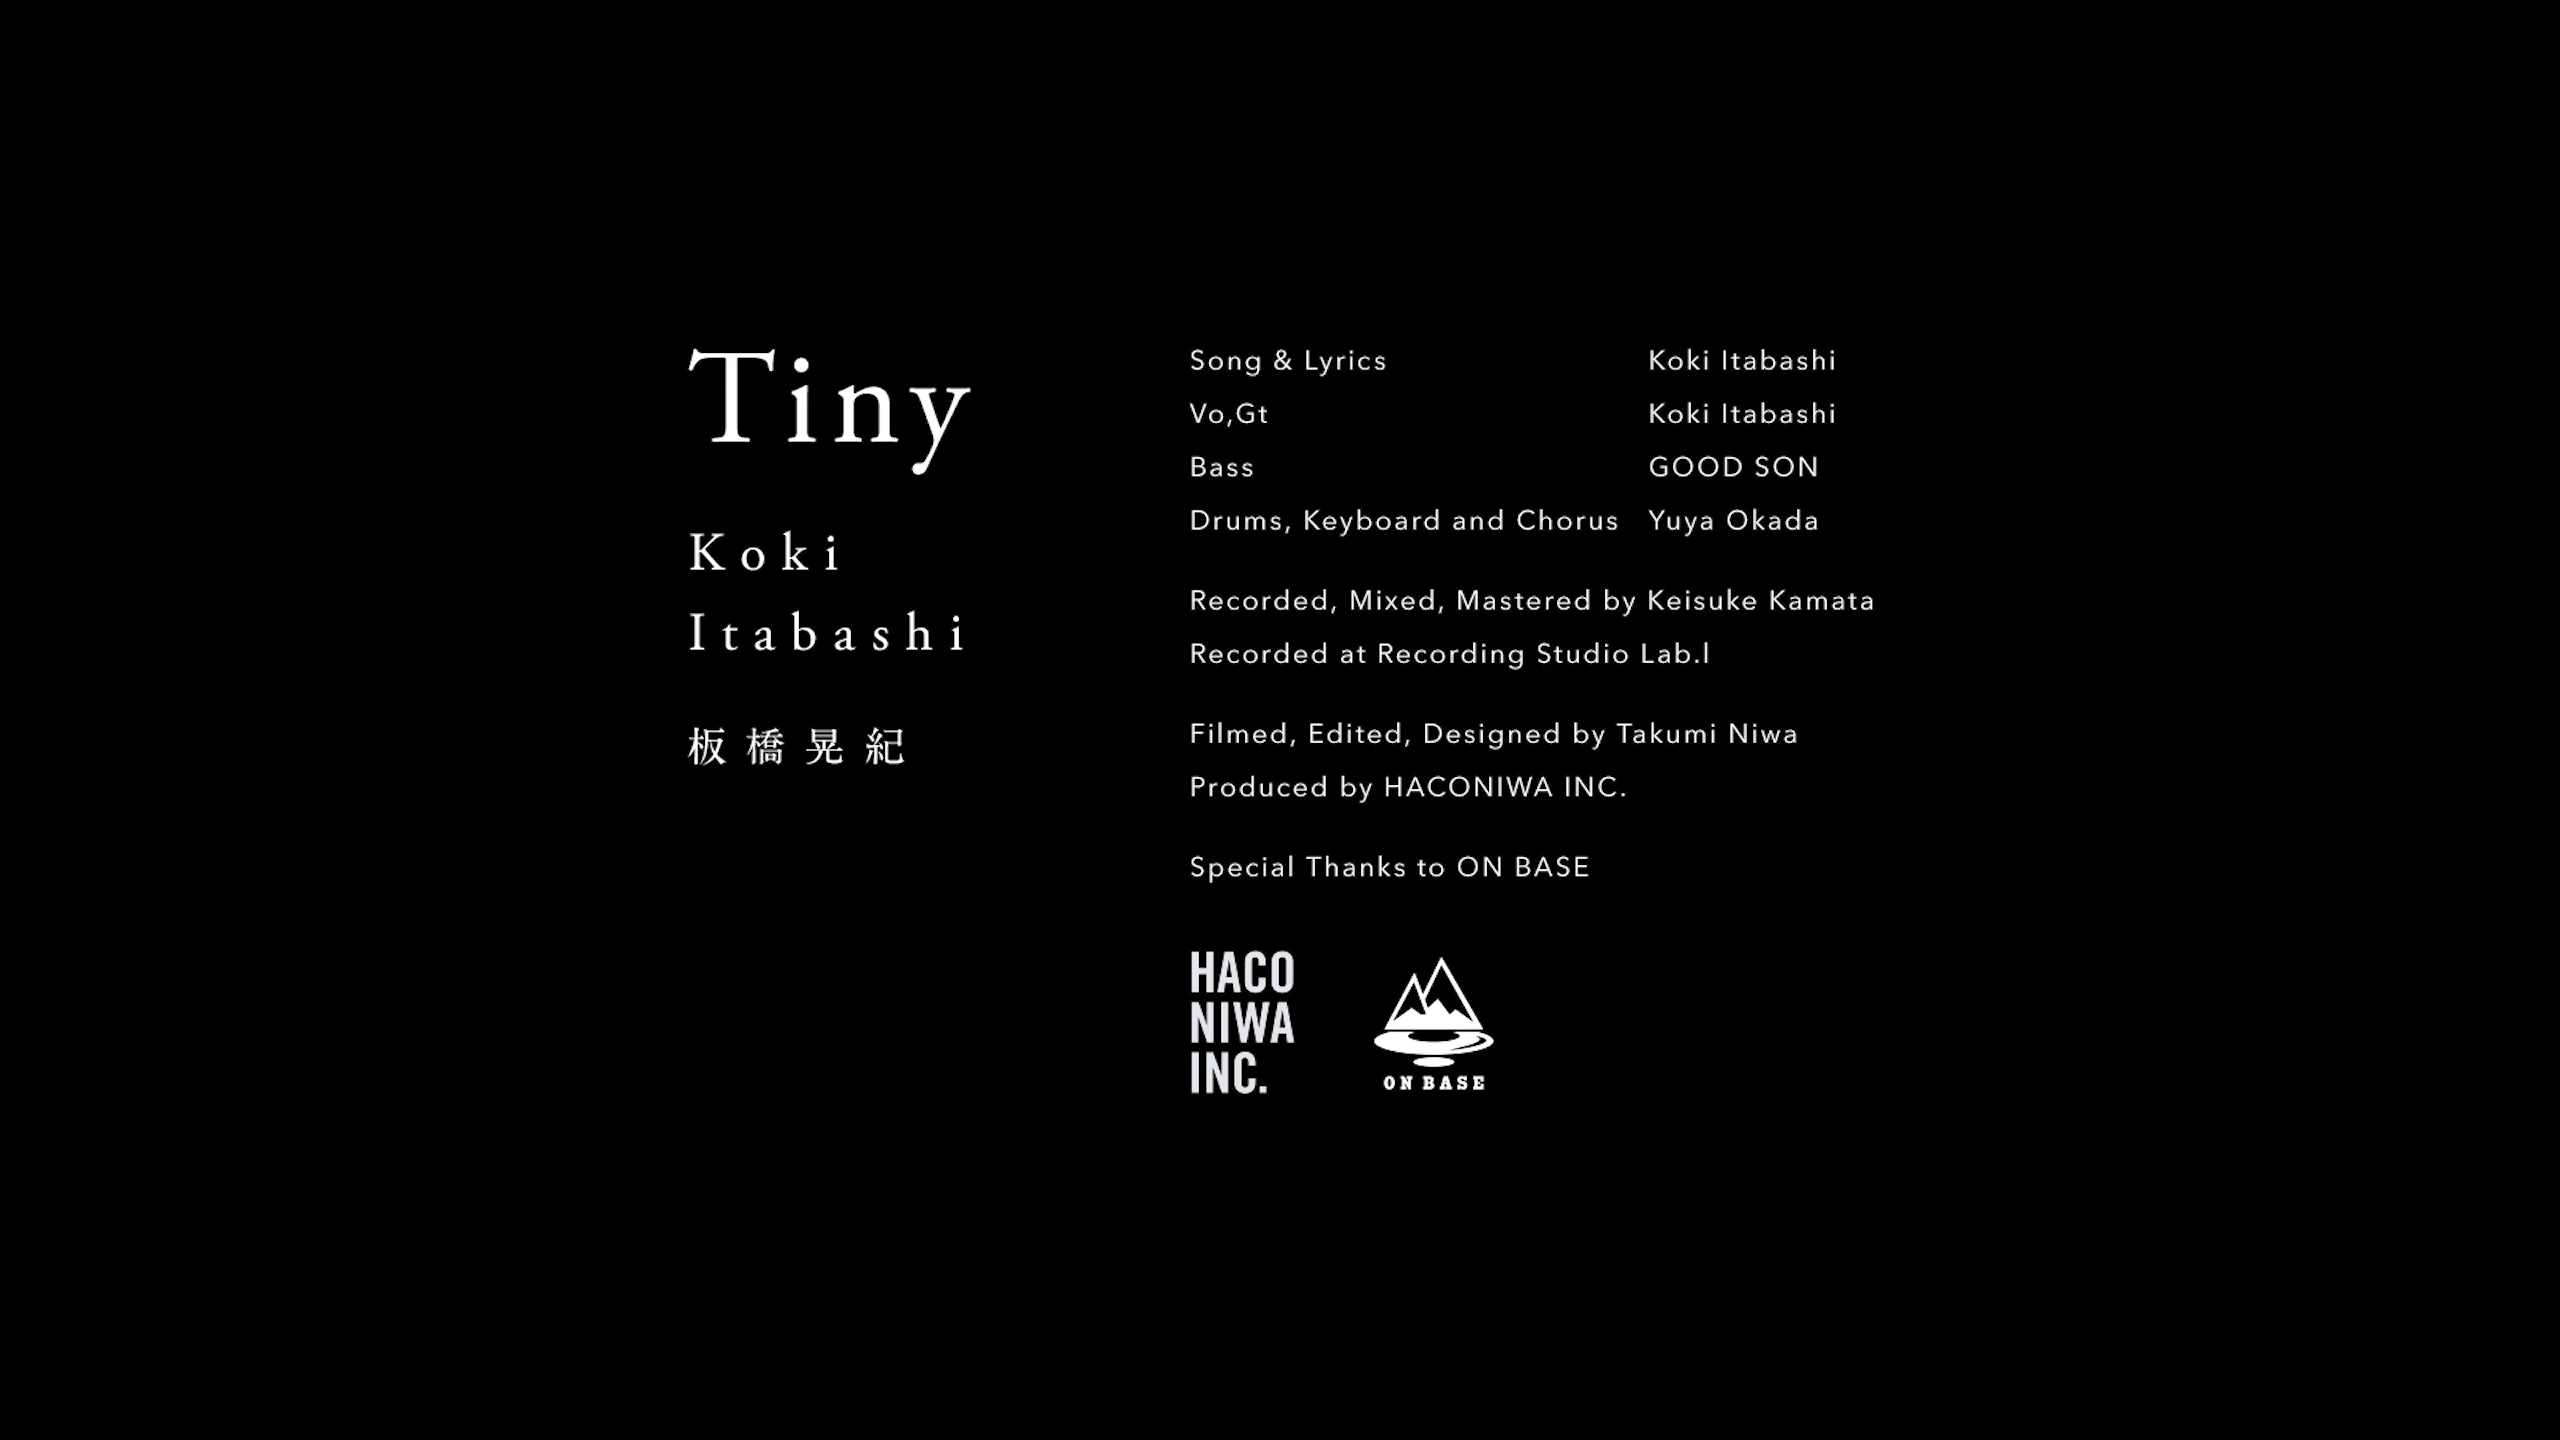 Tiny
Koki
Itabashi
板橋晃紀
Song & Lyrics Koki Itabashi
Vo,Gt Koki Itabashi
Bass GOOD SON
Drums, Keyboard and Chorus Yuya Okada
Recorded, Mixed, Mastered by Keisuke Kamata
Recorded at Recording Studio Lab.l
Filmed, Edited, Designed by Takumi Niwa
Produced by HACONIWA INC.
Special Thanks to ON BASE
HACO
NIWA
INC.
ON BASE